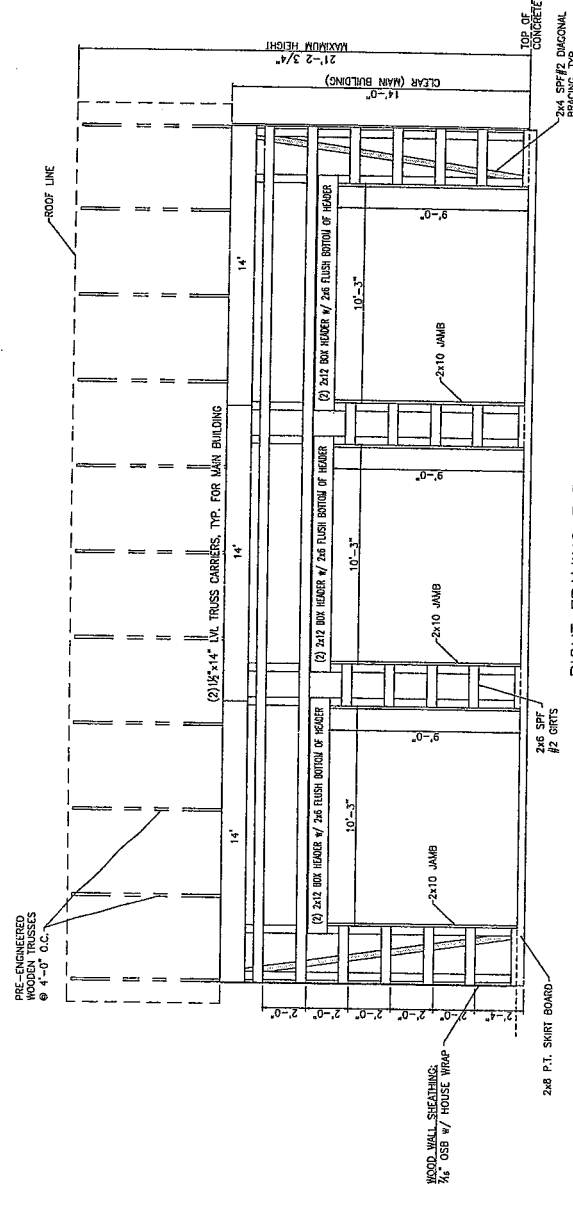 PRE-ENGINEERED
WOODEN TRUSSES
@ 4'-0" O.C.
ROOF LINE
21'-2 3/4"
MAXIMUM HEIGHT
14'-0"
CLEAR (MAIN BUILDING)
TOP OF
CONCRETE
14'
14'
14'
(2)1½"x14" LVL TRUSS CARRIERS, TYP. FOR MAIN BUILDING
(2) 2x12 BOX HEADER w/ 2x6 FLUSH BOTTOM OF HEADER
(2) 2x12 BOX HEADER w/ 2x6 FLUSH BOTTOM OF HEADER
(2) 2x12 BOX HEADER w/ 2x6 FLUSH BOTTOM OF HEADER
10'-3"
10'-3"
10'-3"
9'-0"
9'-0"
9'-0"
2x10 JAMB
2x10 JAMB
2x10 JAMB
2'-0"
2'-0"
2'-0"
2'-0"
2'-0"
2'-4"
WOOD WALL SHEATHING:
7/16" OSB w/ HOUSE WRAP
2x8 P.T. SKIRT BOARD
2x6 SPF
#2 GIRTS
2x4 SPF#2 DIAGONAL
BRACING, TYP.